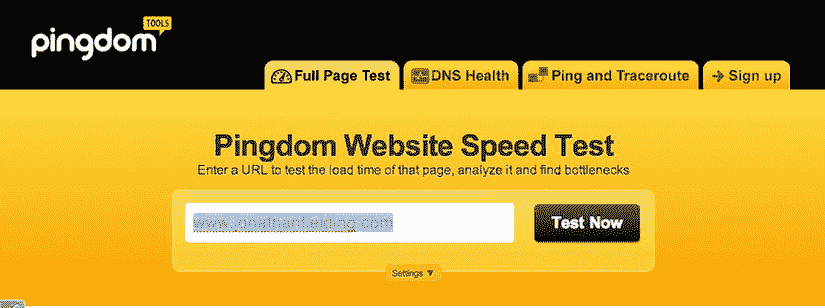 TOOLS
pingdom
Full Page Test DNS Health Ping and Traceroute Sign up
Pingdom Website Speed Test
Enter a URL to test the load time of that page, analyze it and find bottlenecks
www.jonathanfielding.com Test Now
Settings ▼